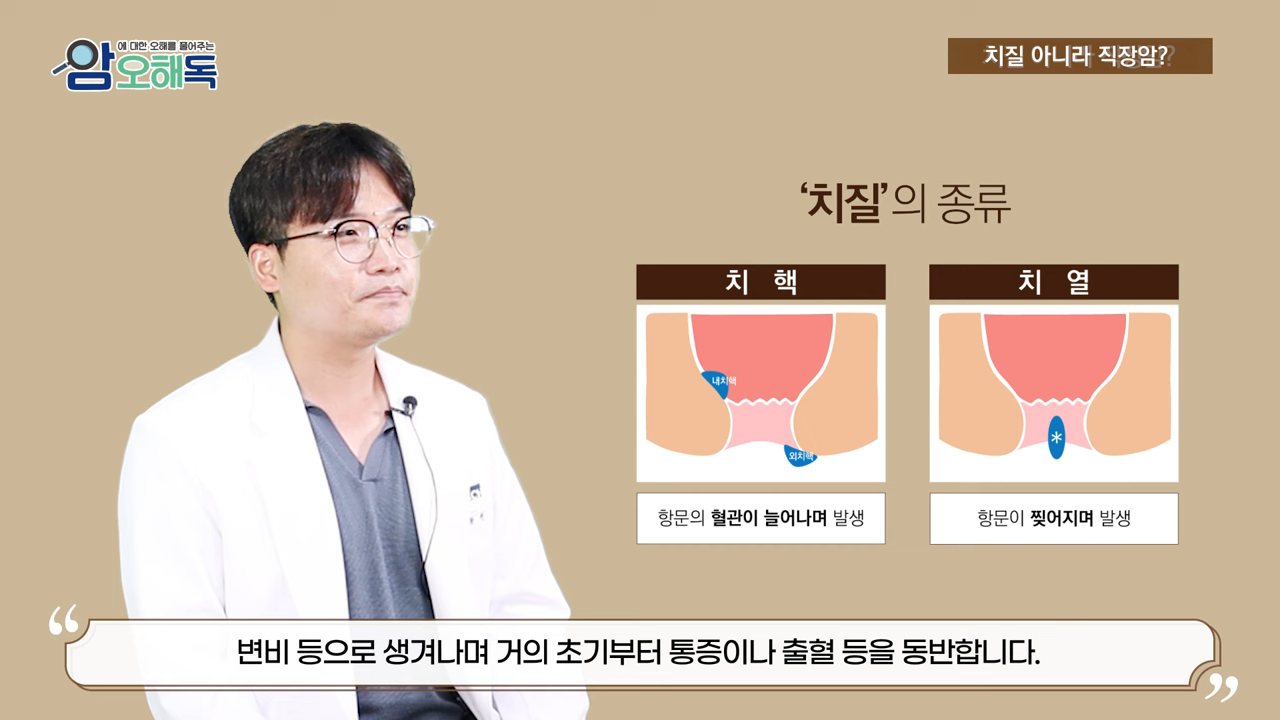 에 대한 오해를 풀어주는
암오해독
치질 아니라 직장암?
‘치질’의 종류
치 핵
치 열
내치핵
외치핵
*
항문의 혈관이 늘어나며 발생
항문이 찢어지며 발생
“변비 등으로 생겨나며 거의 초기부터 통증이나 출혈 등을 동반합니다.”